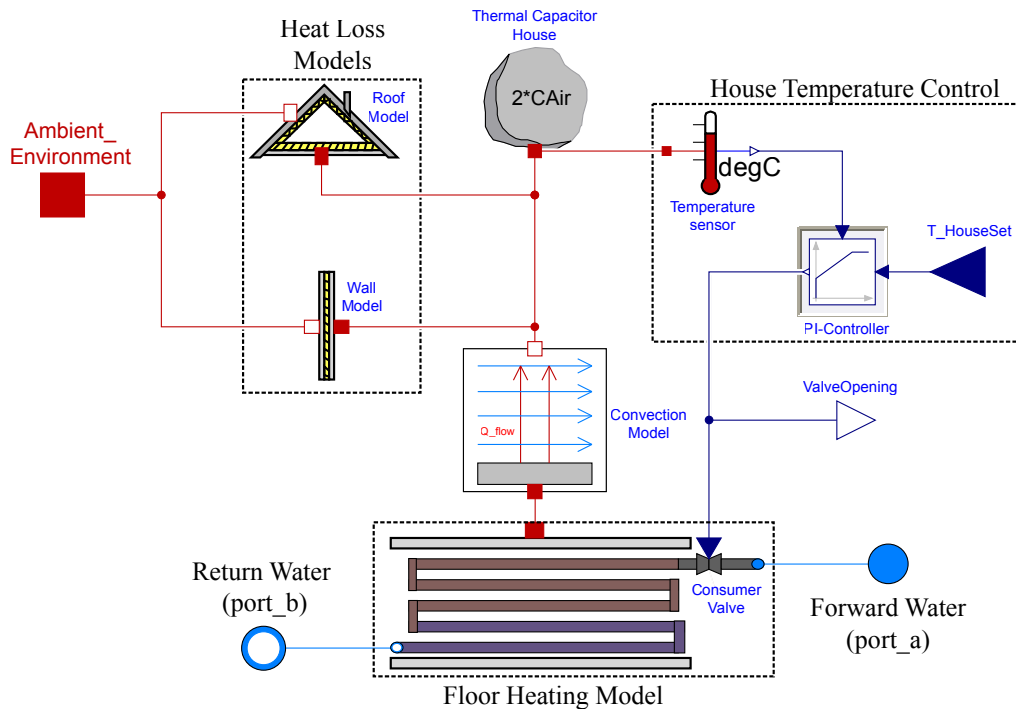 Thermal Capacitor
House
Heat Loss
Models
2*CAir
House Temperature Control
Roof
Model
Ambient_
Environment
degC
Temperature
sensor
T_HouseSet
Wall
Model
PI-Controller
ValveOpening
Convection
Model
Q_flow
Return Water
(port_b)
Consumer
Valve
Forward Water
(port_a)
Floor Heating Model